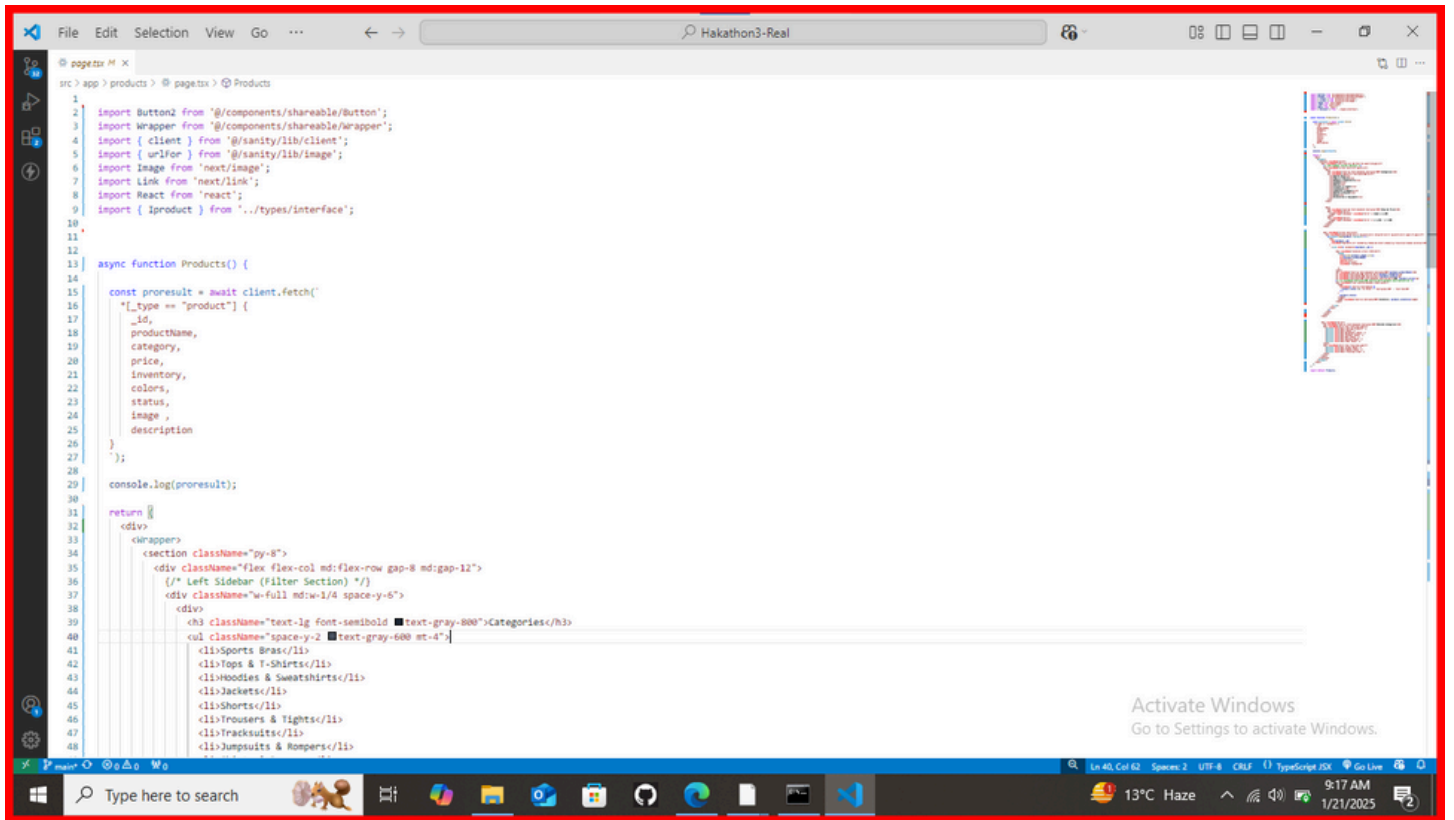 File Edit Selection View Go ··· Hakathon3-Real
page.tsx M ×
src > app > products > page.tsx > Products
1
2 import Button2 from '@/components/shareable/Button';
3 import Wrapper from '@/components/shareable/Wrapper';
4 import { client } from '@/sanity/lib/client';
5 import { urlFor } from '@/sanity/lib/image';
6 import Image from 'next/image';
7 import Link from 'next/link';
8 import React from 'react';
9 import { Iproduct } from '../types/interface';
10
11
12
13 async function Products() {
14
15 const proresult = await client.fetch(`
16 *[_type == "product"] {
17 _id,
18 productName,
19 category,
20 price,
21 inventory,
22 colors,
23 status,
24 image ,
25 description
26 }
27 `);
28
29 console.log(proresult);
30
31 return (
32 <div>
33 <Wrapper>
34 <section className="py-8">
35 <div className="flex flex-col md:flex-row gap-8 md:gap-12">
36 {/* Left Sidebar (Filter Section) */}
37 <div className="w-full md:w-1/4 space-y-6">
38 <div>
39 <h3 className="text-lg font-semibold text-gray-800">Categories</h3>
40 <ul className="space-y-2 text-gray-600 mt-4">
41 <li>Sports Bras</li>
42 <li>Tops & T-Shirts</li>
43 <li>Hoodies & Sweatshirts</li>
44 <li>Jackets</li>
45 <li>Shorts</li>
46 <li>Trousers & Tights</li>
47 <li>Tracksuits</li>
48 <li>Jumpsuits & Rompers</li>
Activate Windows
Go to Settings to activate Windows.
main* 0 0 0 Ln 40, Col 62 Spaces: 2 UTF-8 CRLF {} TypeScript JSX Go Live
Type here to search 13°C Haze 9:17 AM
1/21/2025 2